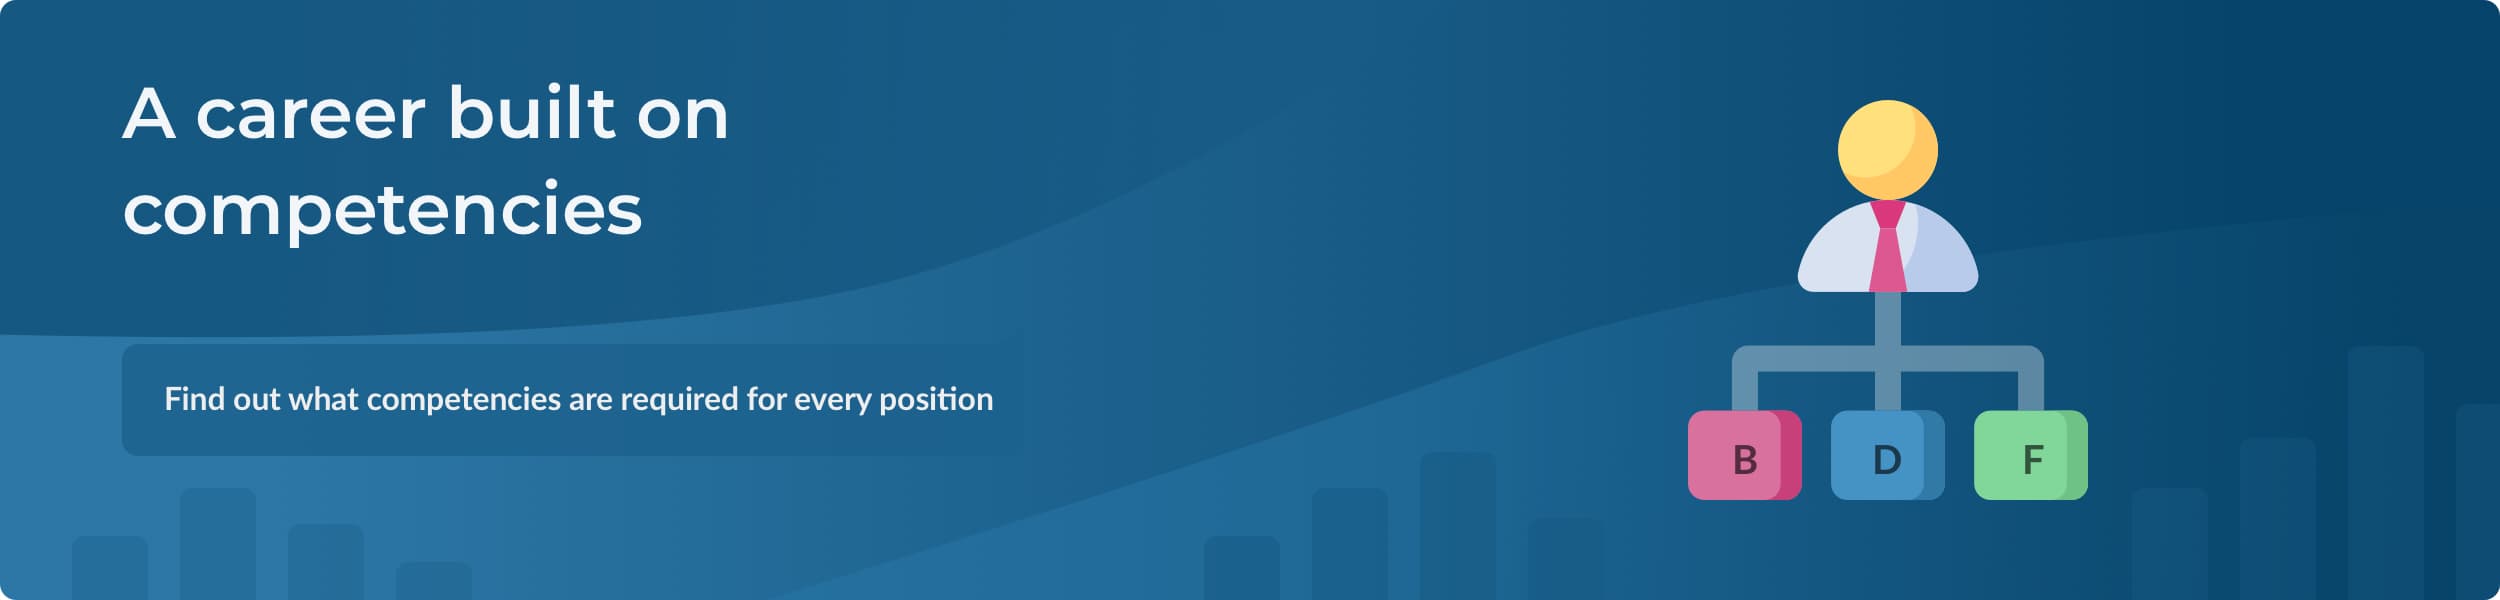 A career built on
competencies
Find out what competencies are required for every position
B D F